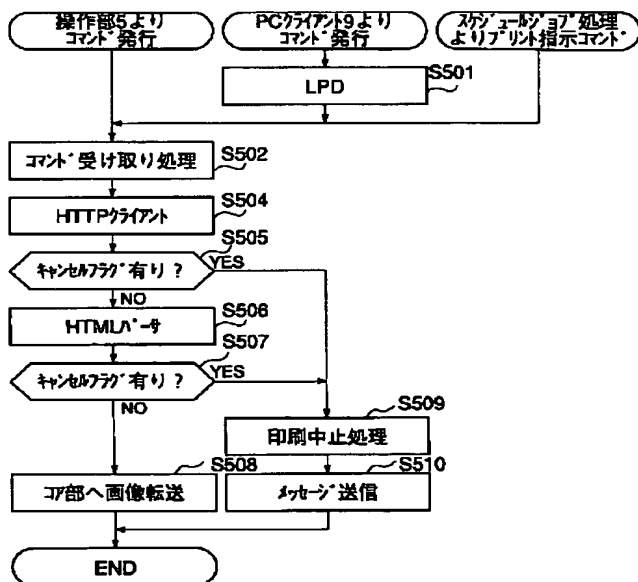 操作部5より
コマンド発行
PCクライアント9より
コマンド発行
スケジュールジョブ処理
よりプリント指示コマンド
S501
LPD
コマンド受け取り処理
S502
S504
HTTPクライアント
S505
キャンセルフラグ有り？
YES
NO
S506
HTMLパーサ
S507
キャンセルフラグ有り？
YES
NO
S509
印刷中止処理
S508
コア部へ画像転送
S510
メッセージ送信
END